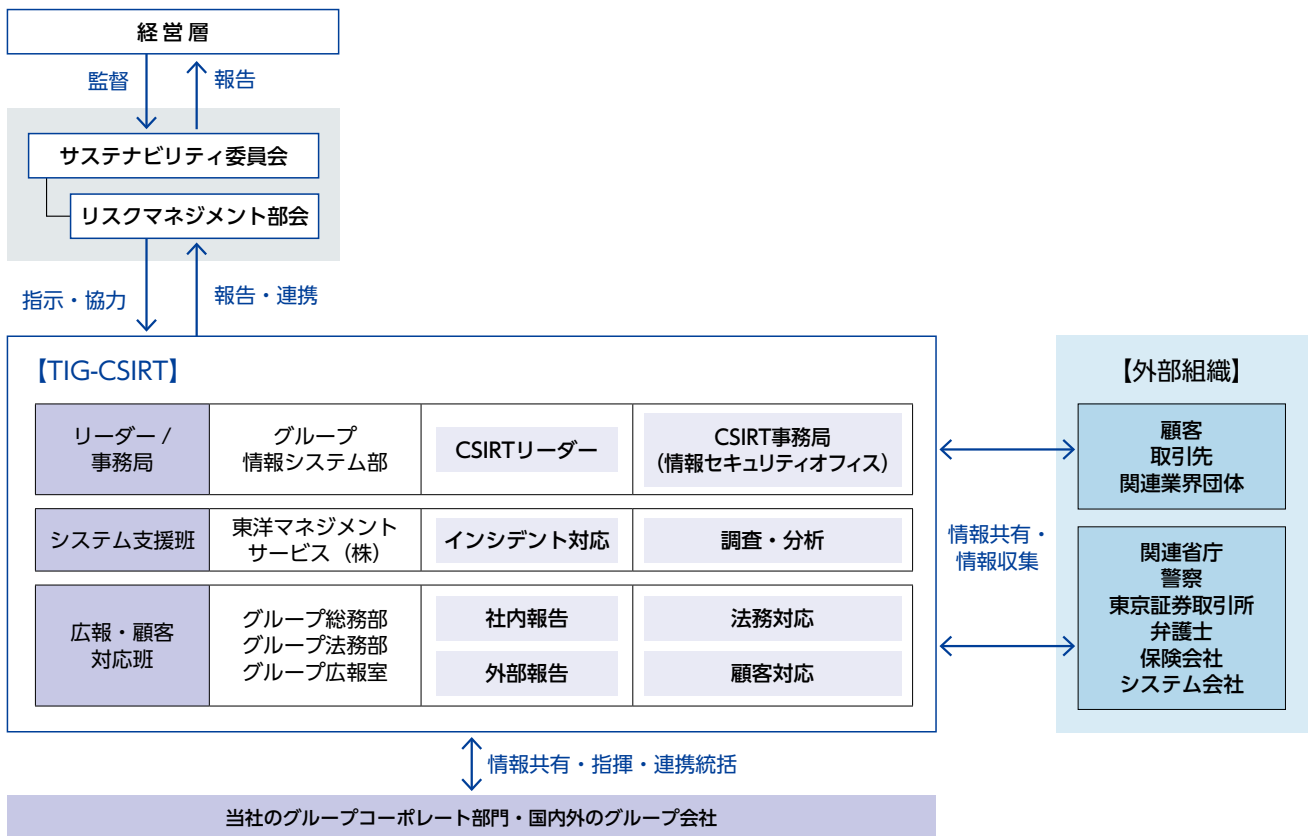 経営層
監督
報告
サステナビリティ委員会
リスクマネジメント部会
指示・協力
報告・連携
【TIG-CSIRT】
リーダー /
事務局
グループ
情報システム部
CSIRTリーダー
CSIRT事務局
（情報セキュリティオフィス）
システム支援班
東洋マネジメント
サービス（株）
インシデント対応
調査・分析
広報・顧客
対応班
グループ総務部
グループ法務部
グループ広報室
社内報告
法務対応
外部報告
顧客対応
情報共有・
情報収集
【外部組織】
顧客
取引先
関連業界団体
関連省庁
警察
東京証券取引所
弁護士
保険会社
システム会社
情報共有・指揮・連携統括
当社のグループコーポレート部門・国内外のグループ会社